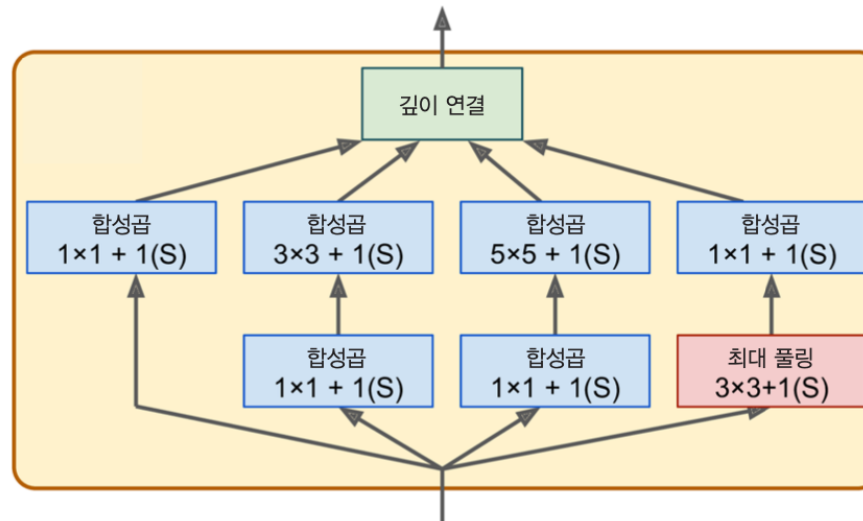 깊이 연결
합성곱
1×1 + 1(S)
합성곱
3×3 + 1(S)
합성곱
5×5 + 1(S)
합성곱
1×1 + 1(S)
합성곱
1×1 + 1(S)
합성곱
1×1 + 1(S)
최대 풀링
3×3+1(S)